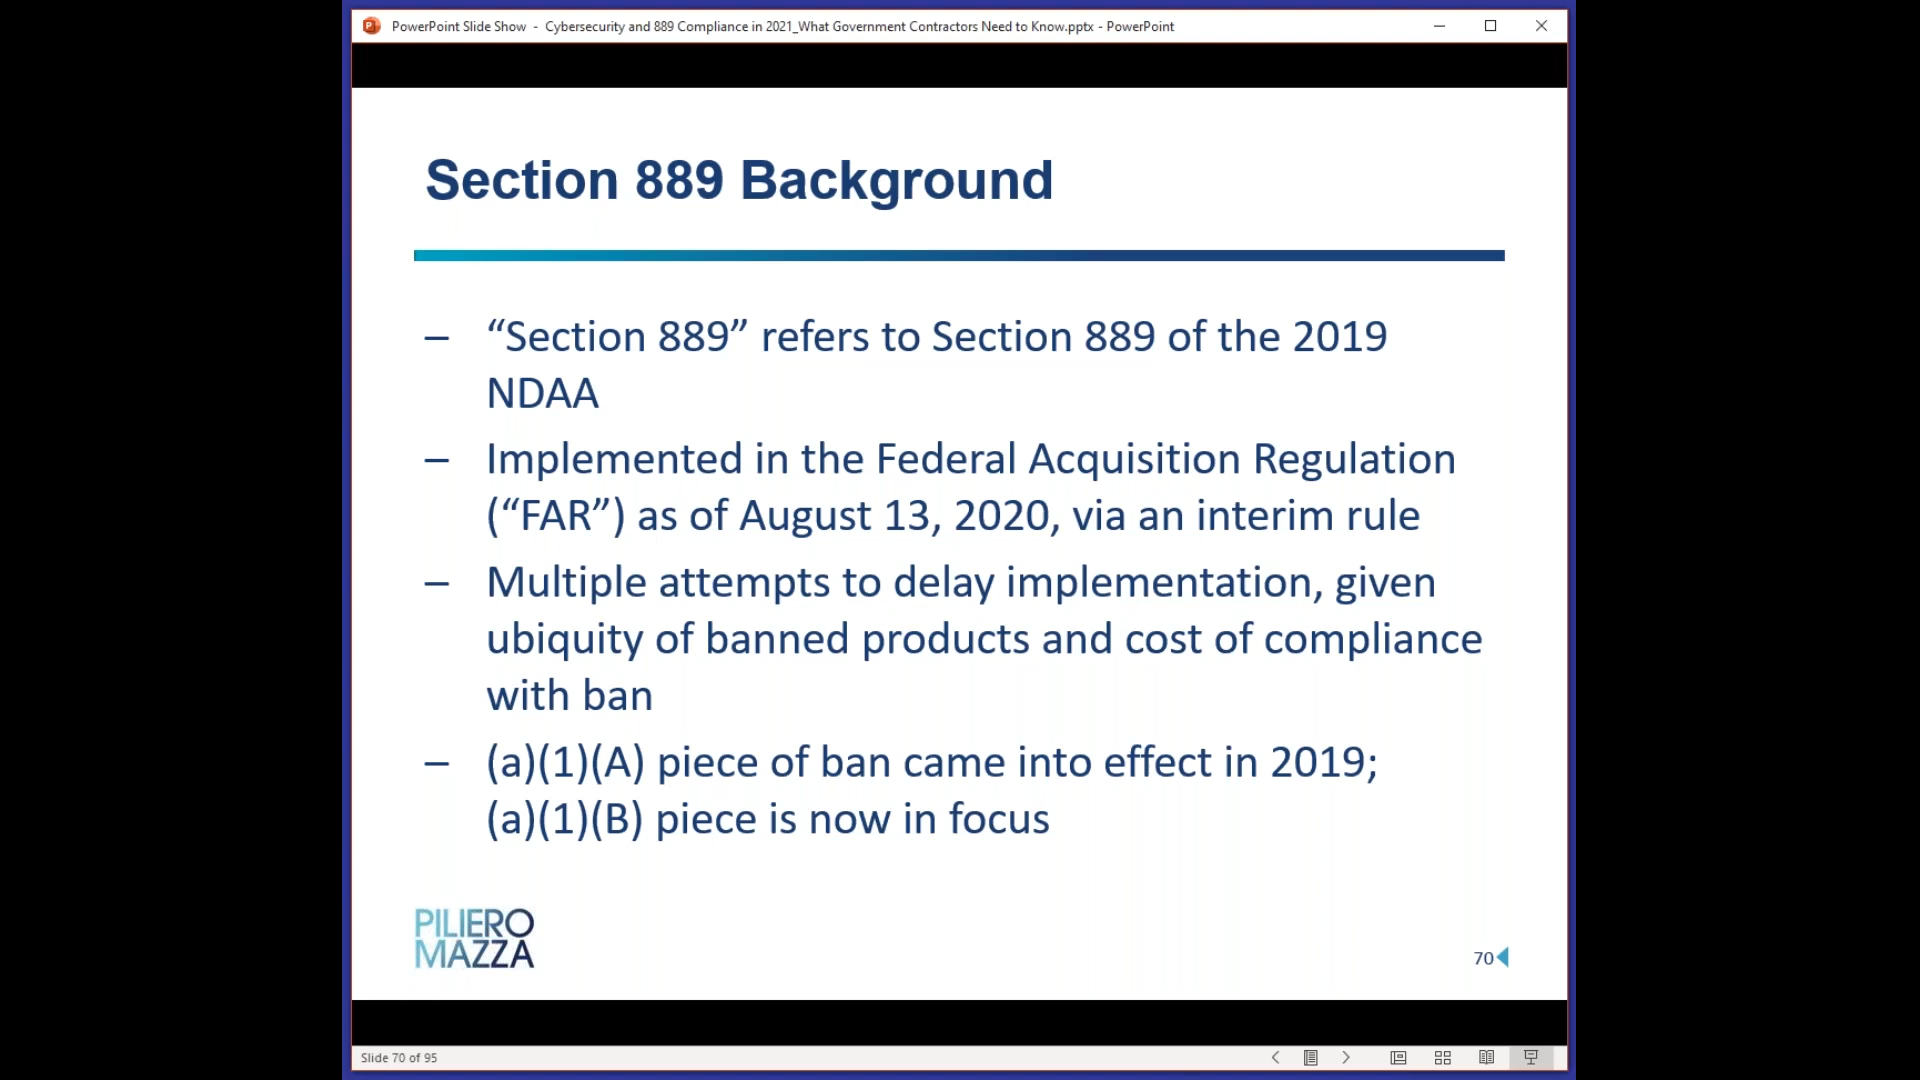 PowerPoint Slide Show - Cybersecurity and 889 Compliance in 2021_What Government Contractors Need to Know.pptx - PowerPoint
Section 889 Background
– “Section 889” refers to Section 889 of the 2019
NDAA
– Implemented in the Federal Acquisition Regulation
(“FAR”) as of August 13, 2020, via an interim rule
– Multiple attempts to delay implementation, given
ubiquity of banned products and cost of compliance
with ban
– (a)(1)(A) piece of ban came into effect in 2019;
(a)(1)(B) piece is now in focus
PILIERO
MAZZA
70
Slide 70 of 95